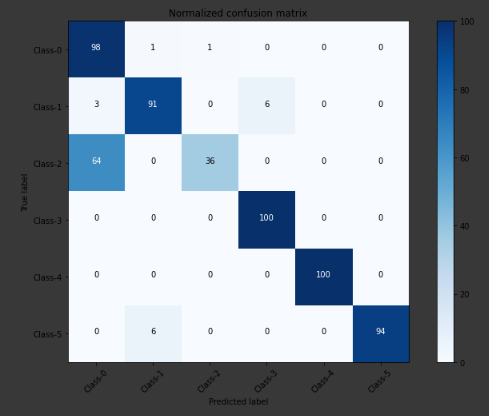 Normalized confusion matrix
True label
Class-0 98 1 1 0 0 0
Class-1 3 91 0 6 0 0
Class-2 64 0 36 0 0 0
Class-3 0 0 0 100 0 0
Class-4 0 0 0 0 100 0
Class-5 0 6 0 0 0 94
Class-0 Class-1 Class-2 Class-3 Class-4 Class-5
Predicted label
100
80
60
40
20
0